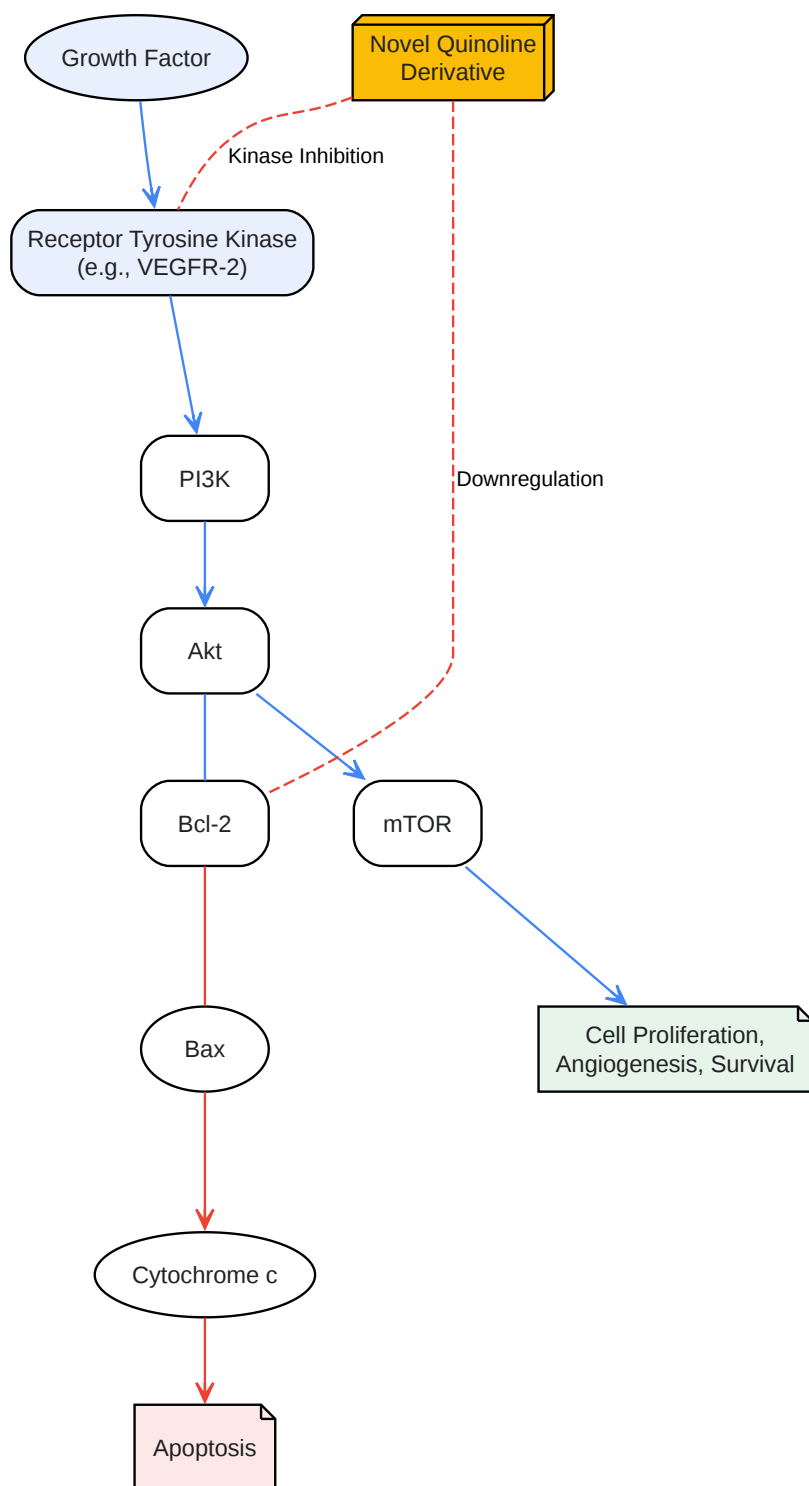 Growth Factor
Novel Quinoline
Derivative
Kinase Inhibition
Receptor Tyrosine Kinase
(e.g., VEGFR-2)
PI3K
Downregulation
Akt
Bcl-2
mTOR
Bax
Cell Proliferation,
Angiogenesis, Survival
Cytochrome c
Apoptosis